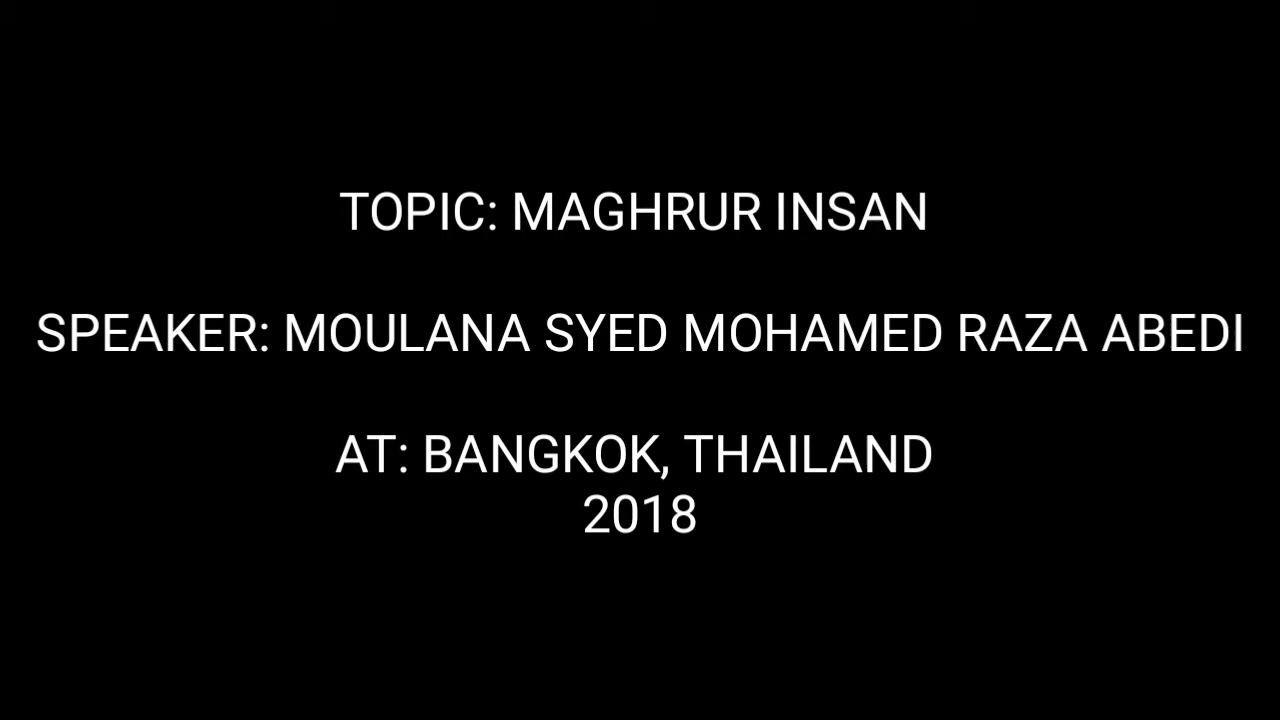 TOPIC: MAGHRUR INSAN
SPEAKER: MOULANA SYED MOHAMED RAZA ABEDI
AT: BANGKOK, THAILAND
2018